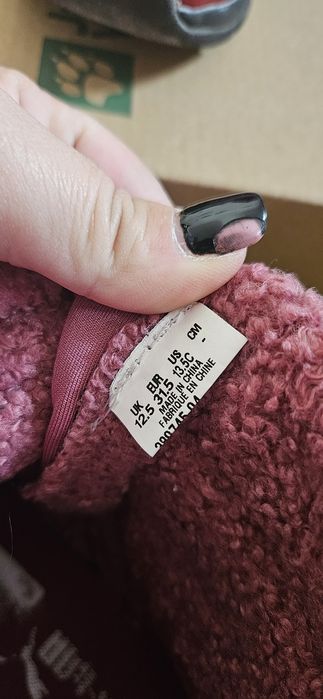 UK EUR US CM
12.5 31.5 13.5C -
MADE IN CHINA
FABRIQUÉ EN CHINE